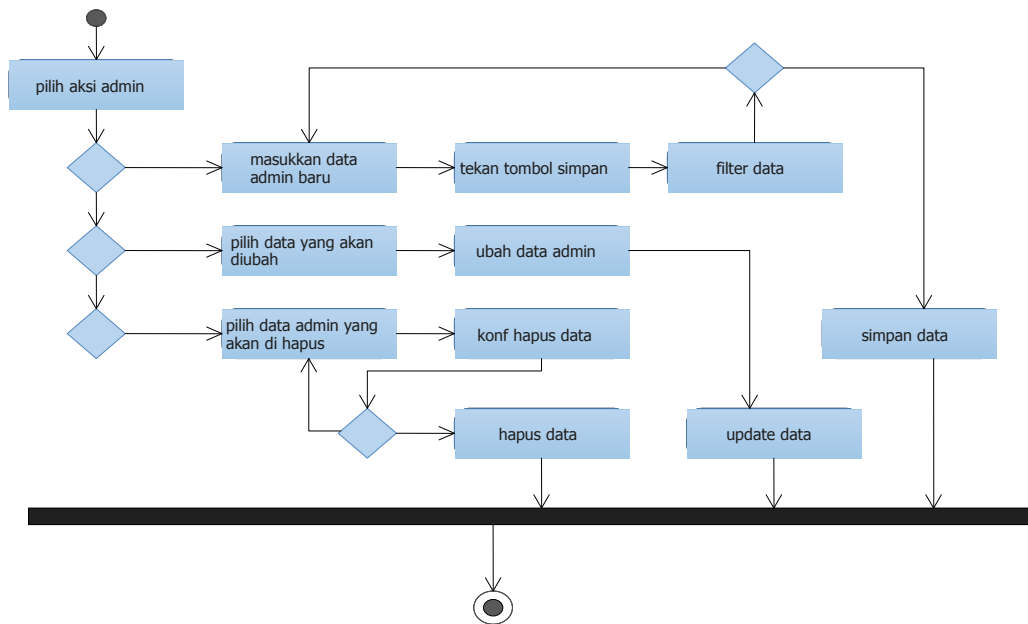 pilih aksi admin
masukkan data
admin baru
tekan tombol simpan
filter data
pilih data yang akan
diubah
ubah data admin
pilih data admin yang
akan di hapus
konf hapus data
simpan data
hapus data
update data